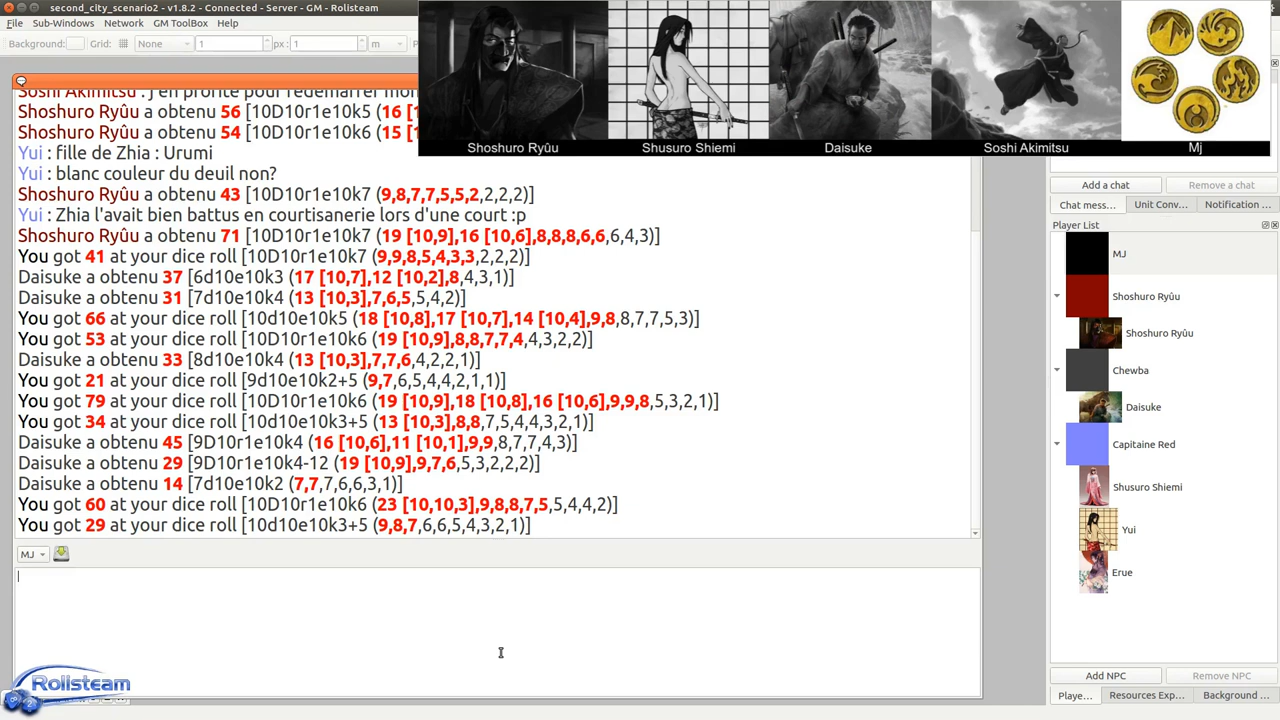 second_city_scenario2 - v1.8.2 - Connected - Server - GM - Rolisteam
File Sub-Windows Network GM ToolBox Help
Background: Grid: None 1 px : 1 m
Shoshuro Ryûu
Shusuro Shiemi
Daisuke
Soshi Akimitsu
Mj
Soshi Akimitsu : j'en profite pour redémarrer mon
Shoshuro Ryûu a obtenu 56 [10D10r1e10k5 (16 [1
Shoshuro Ryûu a obtenu 54 [10D10r1e10k6 (15 [1
Yui : fille de Zhia : Urumi
Yui : blanc couleur du deuil non?
Shoshuro Ryûu a obtenu 43 [10D10r1e10k7 (9,8,7,7,5,5,2,2,2,2)]
Yui : Zhia l'avait bien battus en courtisanerie lors d'une court :p
Shoshuro Ryûu a obtenu 71 [10D10r1e10k7 (19 [10,9],16 [10,6],8,8,8,6,6,6,4,3)]
You got 41 at your dice roll [10D10r1e10k7 (9,9,8,5,4,3,3,2,2,2)]
Daisuke a obtenu 37 [6d10e10k3 (17 [10,7],12 [10,2],8,4,3,1)]
Daisuke a obtenu 31 [7d10e10k4 (13 [10,3],7,6,5,5,4,2)]
You got 66 at your dice roll [10d10e10k5 (18 [10,8],17 [10,7],14 [10,4],9,8,8,7,7,5,3)]
You got 53 at your dice roll [10D10r1e10k6 (19 [10,9],8,8,7,7,4,4,3,2,2)]
Daisuke a obtenu 33 [8d10e10k4 (13 [10,3],7,7,6,4,2,2,1)]
You got 21 at your dice roll [9d10e10k2+5 (9,7,6,5,4,4,2,1,1)]
You got 79 at your dice roll [10D10r1e10k6 (19 [10,9],18 [10,8],16 [10,6],9,9,8,5,3,2,1)]
You got 34 at your dice roll [10d10e10k3+5 (13 [10,3],8,8,7,5,4,4,3,2,1)]
Daisuke a obtenu 45 [9D10r1e10k4 (16 [10,6],11 [10,1],9,9,8,7,7,4,3)]
Daisuke a obtenu 29 [9D10r1e10k4-12 (19 [10,9],9,7,6,5,3,2,2,2)]
Daisuke a obtenu 14 [7d10e10k2 (7,7,7,6,6,3,1)]
You got 60 at your dice roll [10D10r1e10k6 (23 [10,10,3],9,8,8,7,5,5,4,4,2)]
You got 29 at your dice roll [10d10e10k3+5 (9,8,7,6,6,5,4,3,2,1)]
MJ
Rolisteam
Add a chat Remove a chat
Chat mess... Unit Conv... Notification ...
Player List
MJ
Shoshuro Ryûu
Shoshuro Ryûu
Chewba
Daisuke
Capitaine Red
Shusuro Shiemi
Yui
Erue
Add NPC Remove NPC
Playe... Resources Exp... Background ...